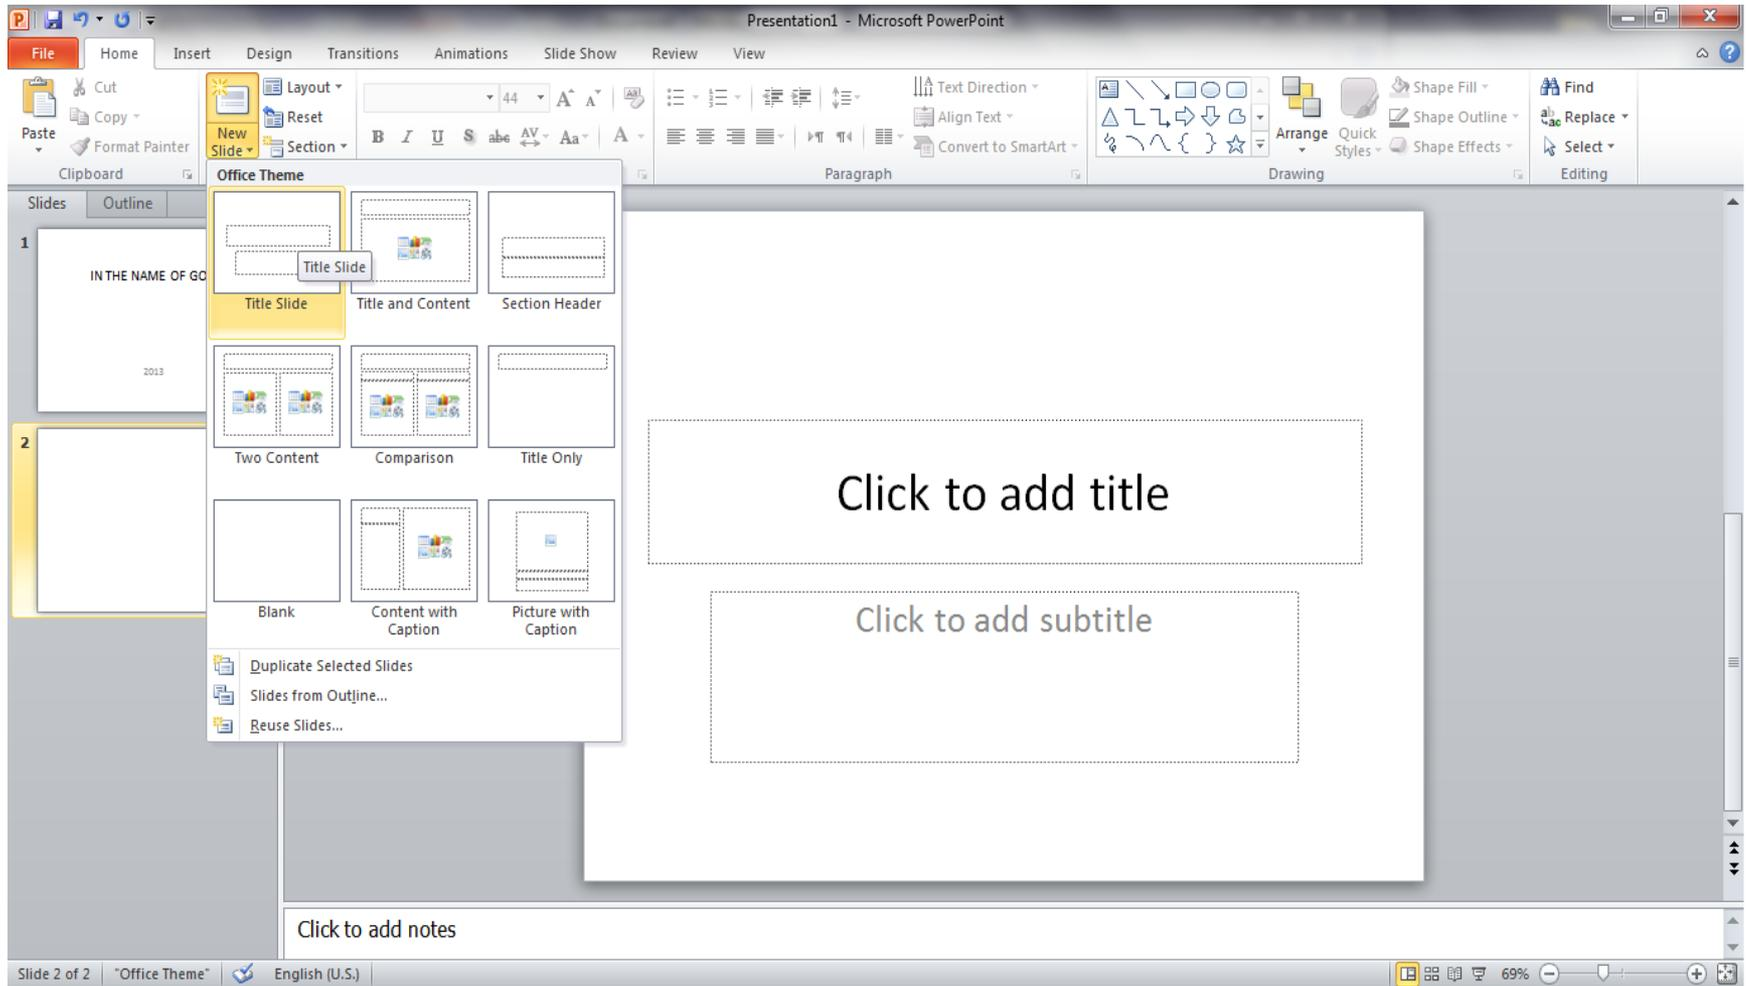 Presentation1 - Microsoft PowerPoint
File Home Insert Design Transitions Animations Slide Show Review View
Paste
Cut
Copy
Format Painter
Clipboard
New
Slide
Layout
Reset
Section
44
B I U S abc AV Aa A
Text Direction
Align Text
Convert to SmartArt
Paragraph
Arrange
Quick
Styles
Shape Fill
Shape Outline
Shape Effects
Drawing
Find
Replace
Select
Editing
Slides Outline
1
IN THE NAME OF GO
2013
2
Office Theme
Title Slide
Title Slide Title and Content Section Header
Two Content Comparison Title Only
Blank Content with Picture with
Caption Caption
Duplicate Selected Slides
Slides from Outline...
Reuse Slides...
Click to add title
Click to add subtitle
Click to add notes
Slide 2 of 2 "Office Theme" English (U.S.) 69%